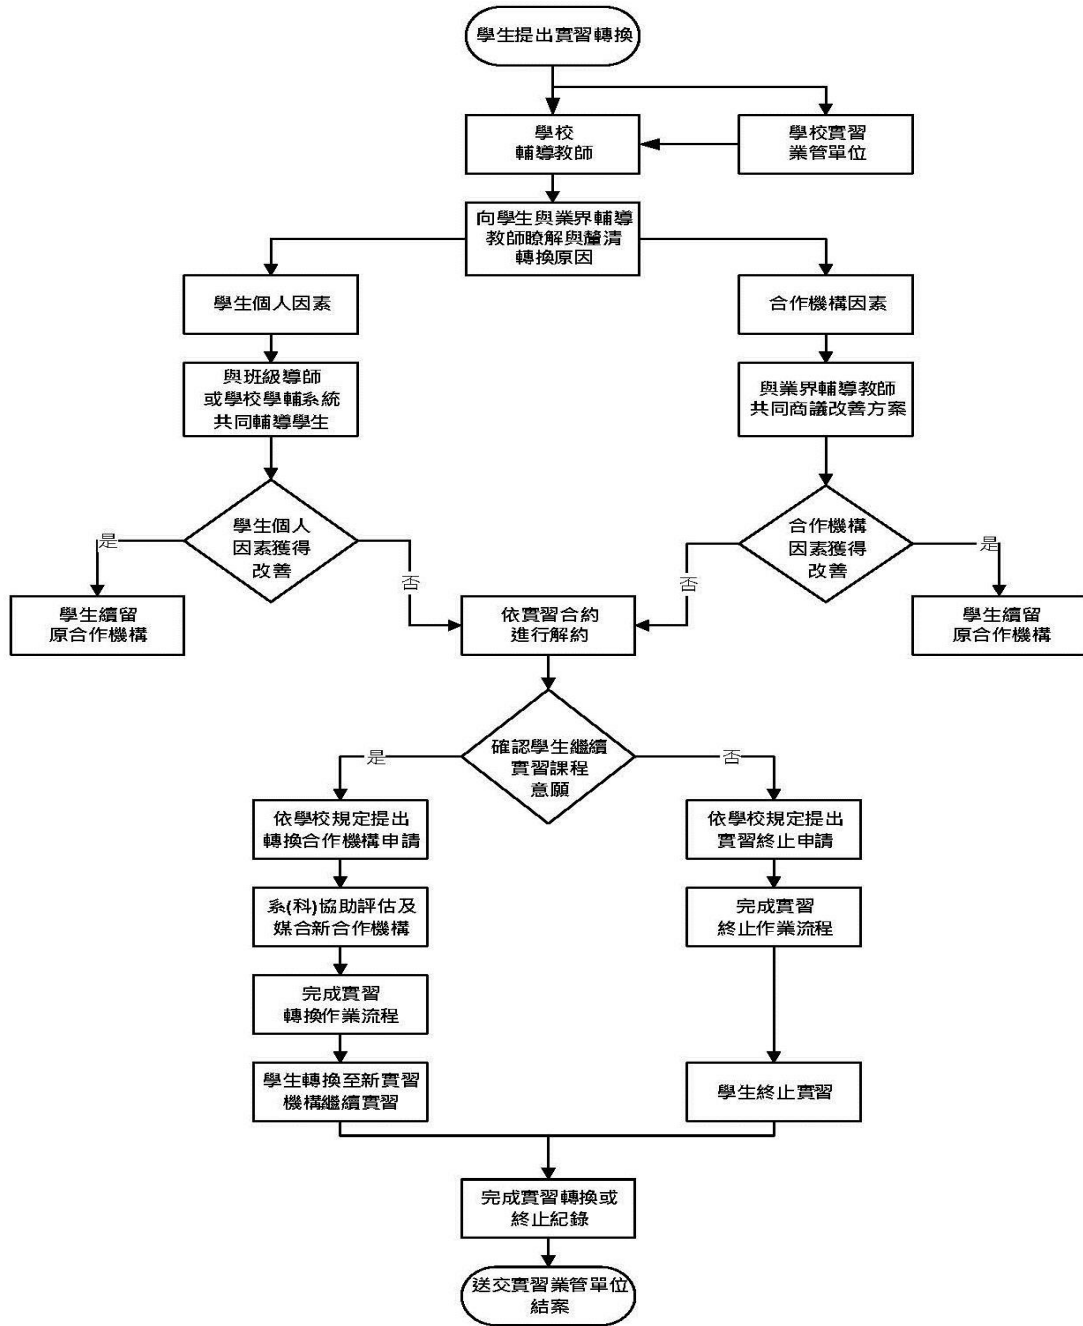 學生提出實習轉換
學校
輔導教師
學校實習
業管單位
向學生與業界輔導
教師瞭解與釐清
轉換原因
學生個人因素
合作機構因素
與班級導師
或學校學輔系統
共同輔導學生
與業界輔導教師
共同商議改善方案
學生個人
因素獲得
改善
合作機構
因素獲得
改善
是
否
否
是
學生續留
原合作機構
依實習合約
進行解約
學生續留
原合作機構
確認學生繼續
實習課程
意願
是
否
依學校規定提出
轉換合作機構申請
依學校規定提出
實習終止申請
系(科)協助評估及
媒合新合作機構
完成實習
終止作業流程
完成實習
轉換作業流程
學生轉換至新實習
機構繼續實習
學生終止實習
完成實習轉換或
終止紀錄
送交實習業管單位
結案